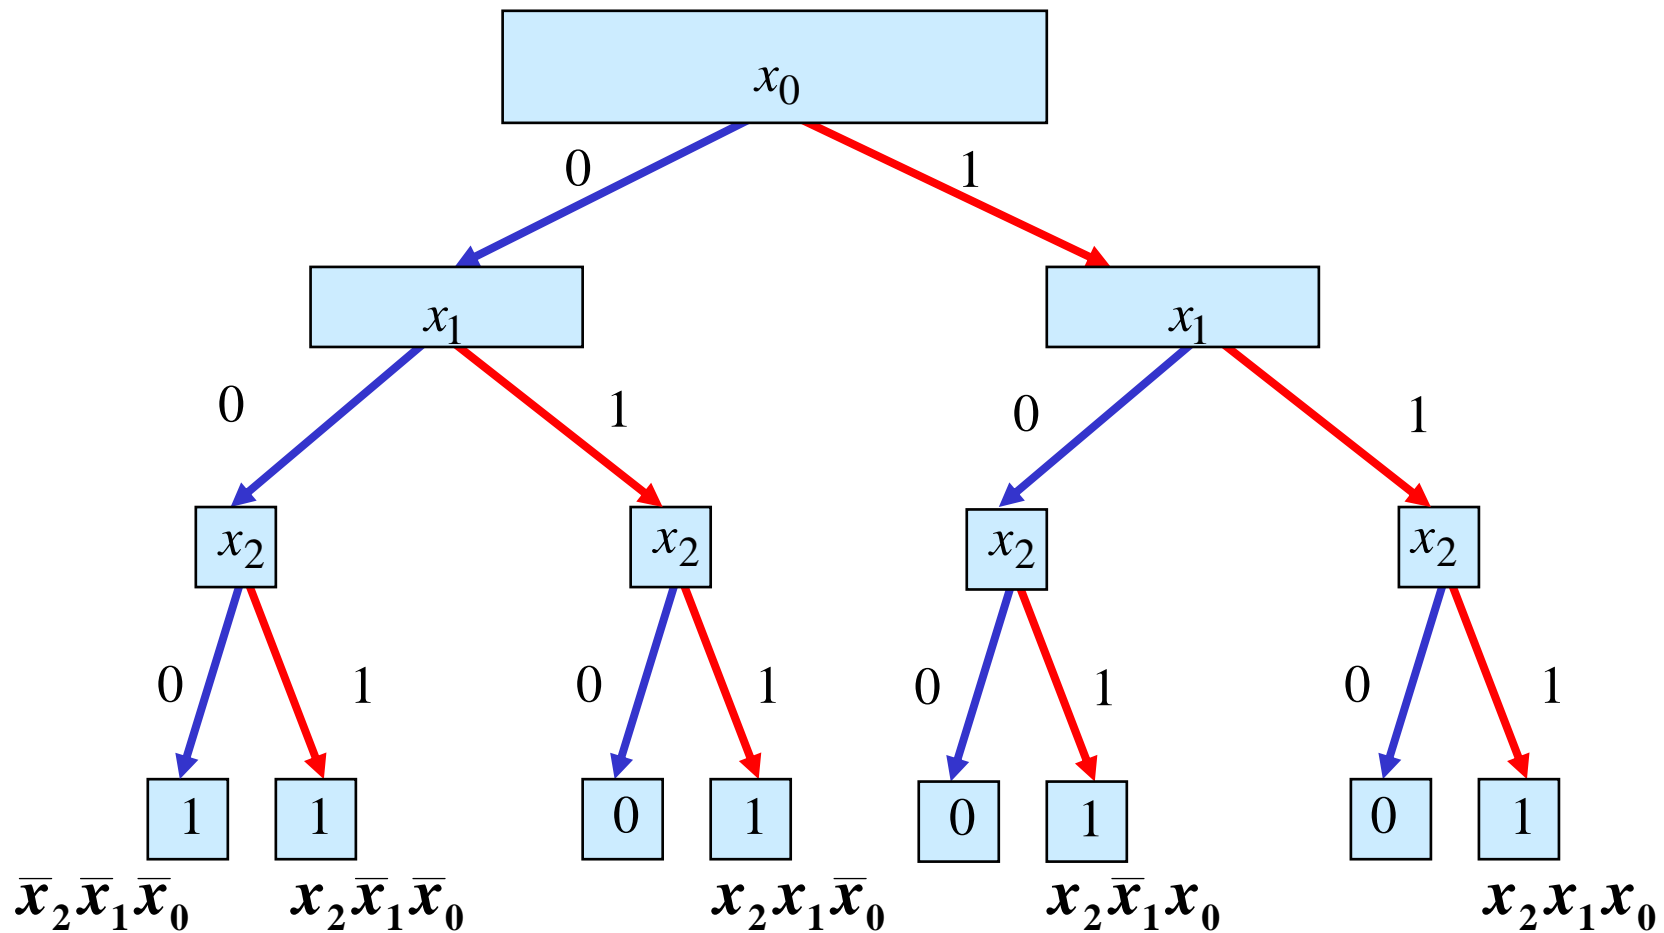 x₀
0 1
x₁ x₁
0 1 0 1
x₂ x₂ x₂ x₂
0 1 0 1 0 1 0 1
1 1 0 1 0 1 0 1
x̅₂x̅₁x̅₀ x₂x̅₁x̅₀ x₂x₁x̅₀ x₂x̅₁x₀ x₂x₁x₀